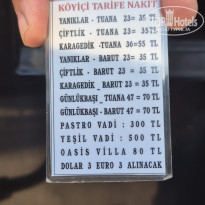 KÖYİÇİ TARİFE NAKİT
YANIKLAR - TUANA 23= 35 TL
ÇİFTLİK - TUANA 23= 35TL
KARAGEDİK -TUANA 36=55 TL
YANIKLAR - BARUT 23= 35 TL
ÇİFTLİK - BARUT 23= 35 TL
KARAGEDİK - BARUT 23= 35 TL
GÜNLÜKBAŞI - TUANA 47 = 70 TL
GÜNLÜKBAŞI - BARUT 47 = 70 TL
PASTRO VADİ : 300 TL
YEŞİL VADİ : 500 TL
OASIS VİLLA 80 TL
DOLAR 3 EURO 3 ALINACAK
TopHotels